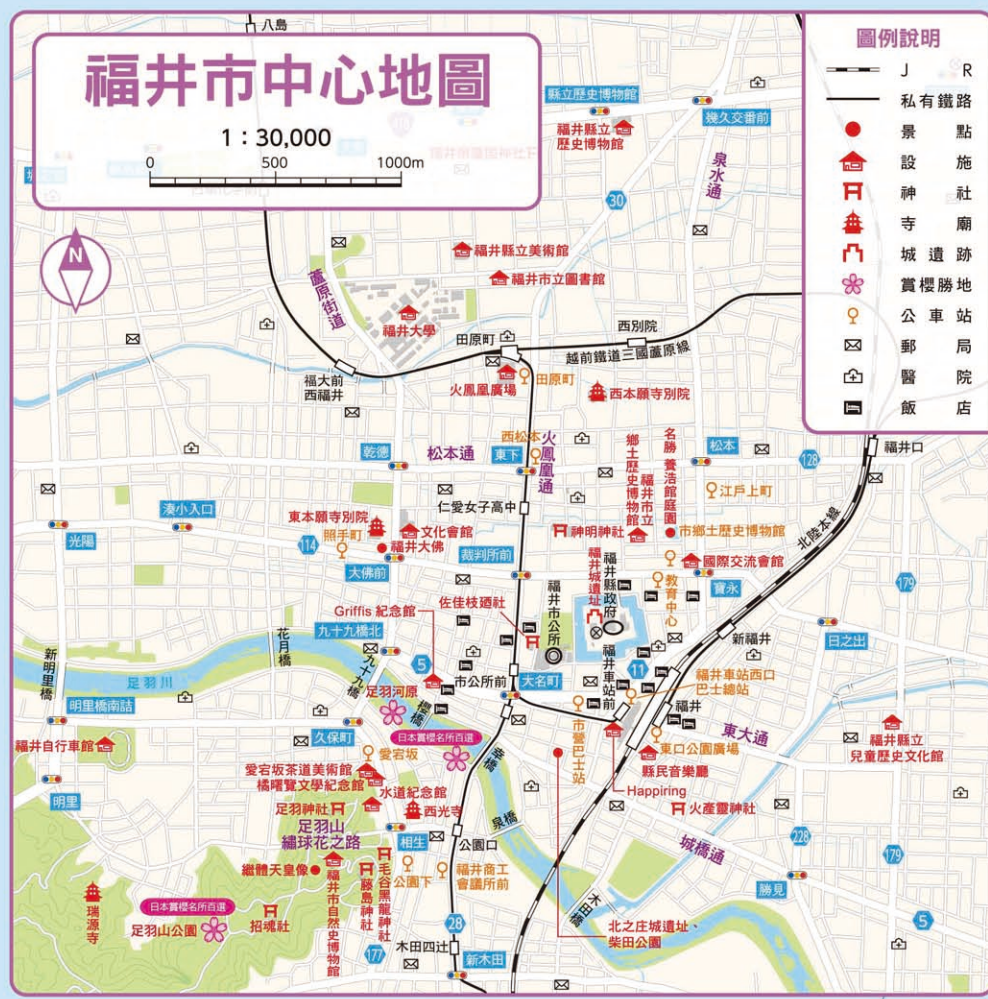 八島
福井市中心地圖
1：30,000
0 500 1000m
N
圖例說明
JR
私有鐵路
景點
設施
神社
寺廟
城遺跡
賞櫻勝地
公車站
郵局
醫院
飯店
縣立歷史博物館
幾久交番前
福井縣立
歷史博物館
泉水通
30
福井縣立美術館
福井市立圖書館
蘆原街道
福井大學
田原町
西別院
越前鐵道三國蘆原線
福大前
西福井
火鳳凰廣場
田原町
西本願寺別院
福井口
西松本
火鳳凰通
乾德
松本通
東下
松本
128
鄉土歷史博物館
福井市立
名勝 養浩館庭園
江戶上町
仁愛女子高中
湊小入口
東本願寺別院
照手町
文化會館
神明神社
市鄉土歷史博物館
北陸本線
光陽
114
福井大佛
大佛前
裁判所前
福井城遺址
福井縣政府
國際交流會館
教育中心
寶永
179
Griffis 紀念館
佐佳枝廼社
福井市公所
新福井
日之出
九十九橋北
花月橋
新明里橋
九十九橋
5
足羽川
市公所前
大名町
福井車站前
11
福井車站西口
巴士總站
明里橋南詰
足羽河原
櫻橋
福井
久保町
日本賞櫻名所百選
幸橋
市營巴士站
東大通
福井自行車館
愛宕坂
東口公園廣場
福井縣立
兒童歷史文化館
愛宕坂茶道美術館
橘曙覽文學紀念館
縣民音樂廳
Happiring
明里
水道紀念館
足羽神社
西光寺
火產靈神社
足羽山
繡球花之路
相生
公園口
泉橋
228
城橋通
179
繼體天皇像
福井市自然史博物館
藤島神社
毛谷黑龍神社
公園下
福井商工
會議所前
勝見
瑞源寺
日本賞櫻名所百選
足羽山公園
招魂社
木田橋
北之庄城遺址、
柴田公園
5
28
177
木田四辻
新木田